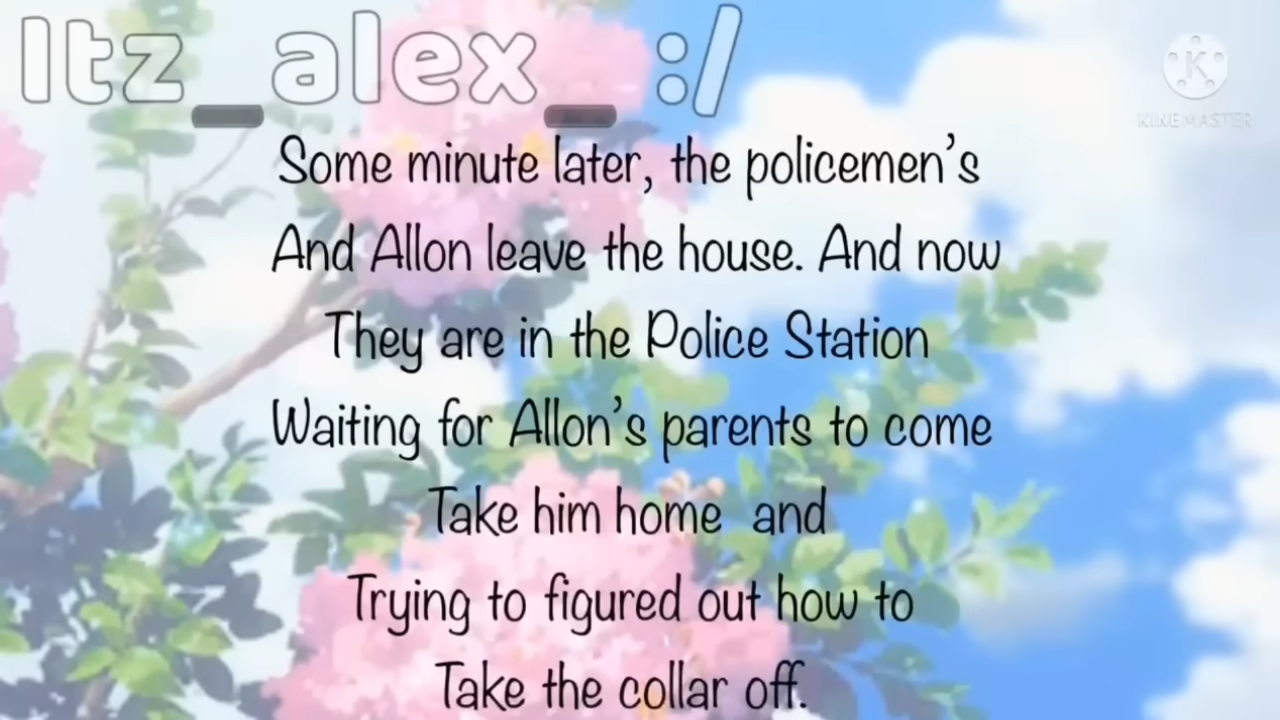 Itz_alex_ :/
KINEMASTER
Some minute later, the policemen’s
And Allon leave the house. And now
They are in the Police Station
Waiting for Allon’s parents to come
Take him home and
Trying to figured out how to
Take the collar off.